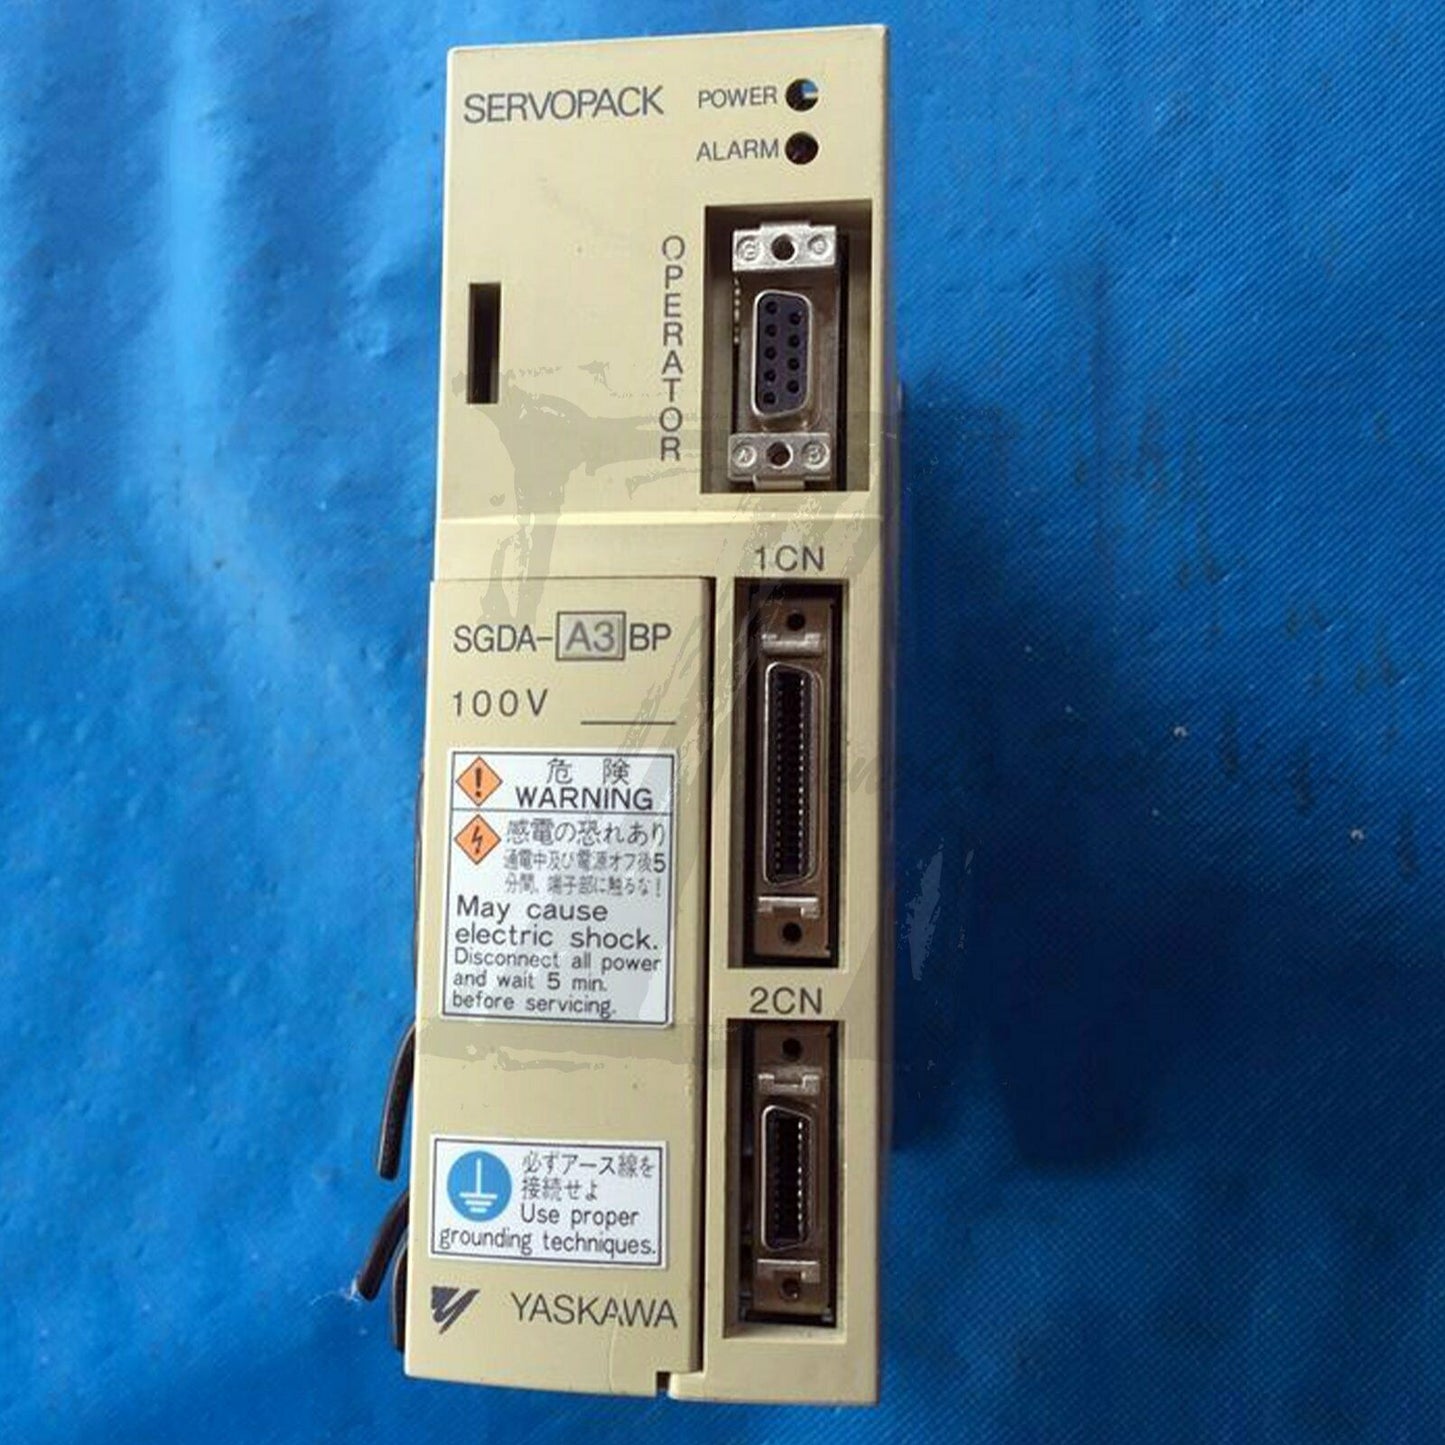 SERVOPACK
POWER
ALARM
OPERATOR
1CN
SGDA-A3BP
100V
危 険
WARNING
感電の恐れあり
通電中及び電源オフ後5
分間、端子部に触るな!
May cause
electric shock.
Disconnect all power
and wait 5 min.
before servicing.
2CN
必ずアース線を
接続せよ
Use proper
grounding techniques.
YASKAWA